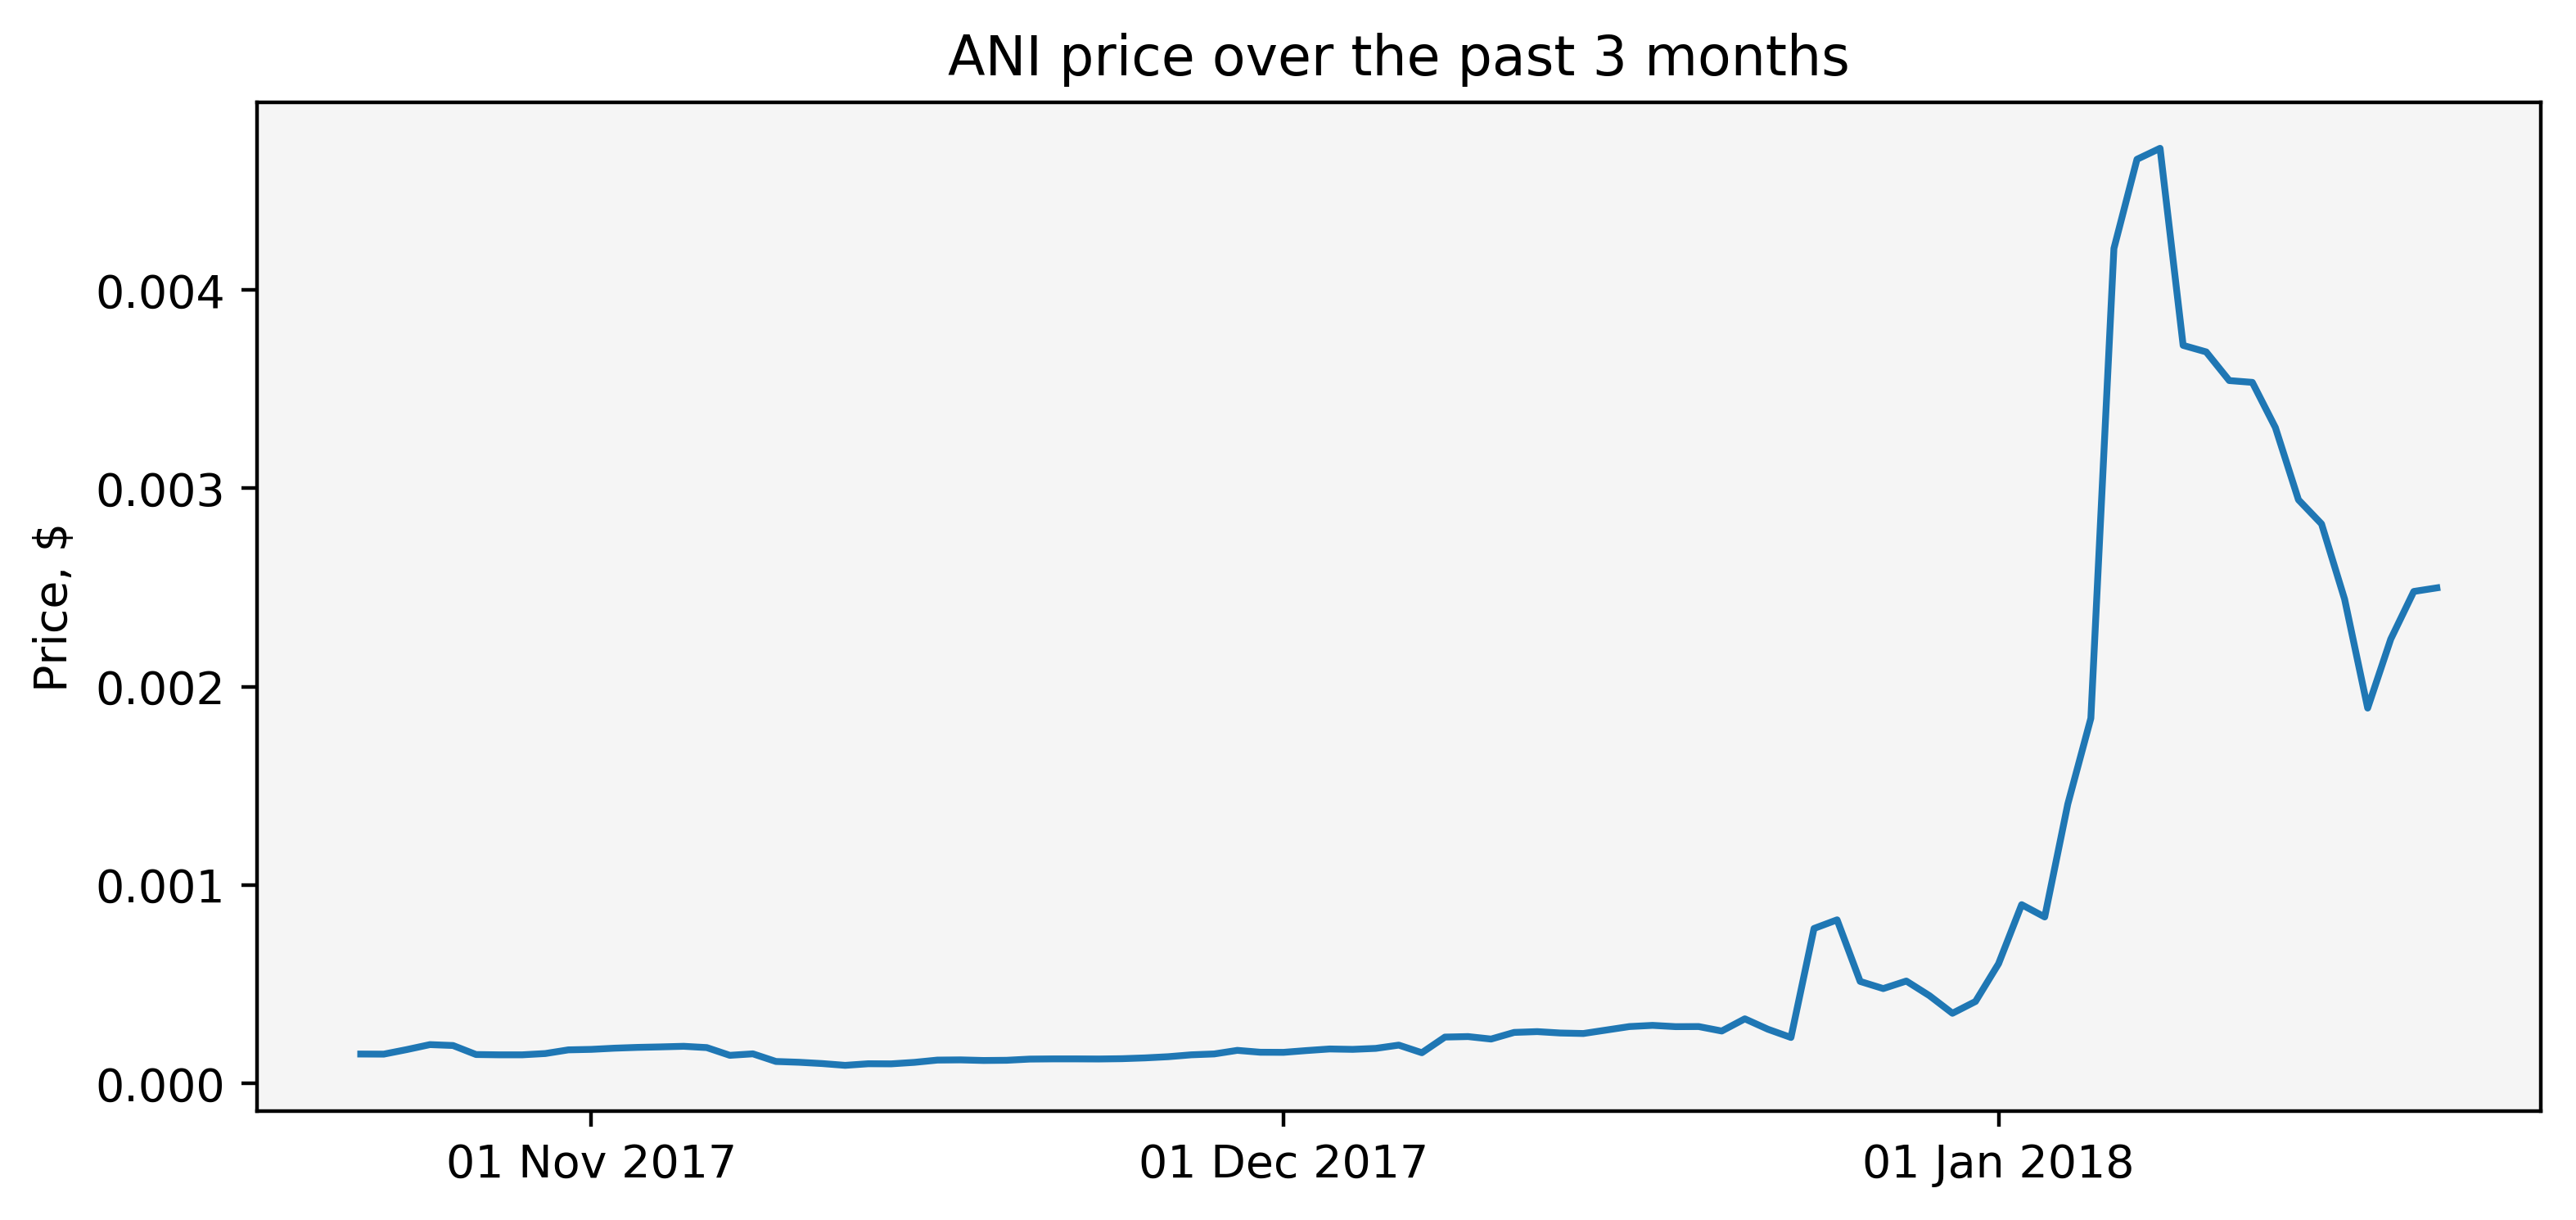 ANI price over the past 3 months
Price, $
0.004
0.003
0.002
0.001
0.000
01 Nov 2017
01 Dec 2017
01 Jan 2018